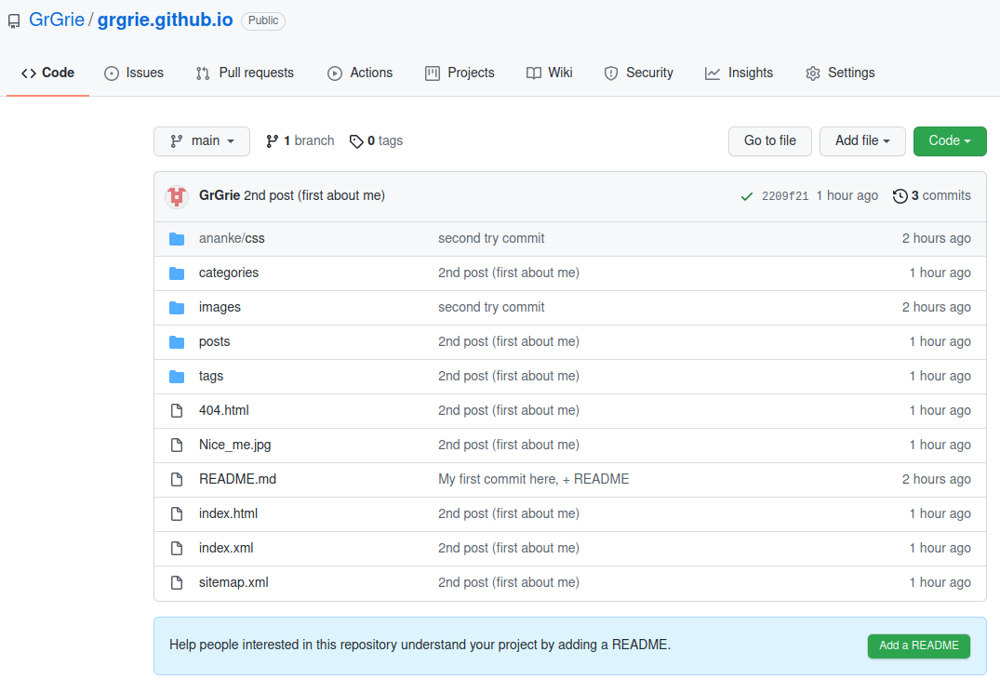 GrGrie / grgrie.github.io Public
Code Issues Pull requests Actions Projects Wiki Security Insights Settings
main 1 branch 0 tags Go to file Add file Code
GrGrie 2nd post (first about me) 2209f21 1 hour ago 3 commits
ananke/css second try commit 2 hours ago
categories 2nd post (first about me) 1 hour ago
images second try commit 2 hours ago
posts 2nd post (first about me) 1 hour ago
tags 2nd post (first about me) 1 hour ago
404.html 2nd post (first about me) 1 hour ago
Nice_me.jpg 2nd post (first about me) 1 hour ago
README.md My first commit here, + README 2 hours ago
index.html 2nd post (first about me) 1 hour ago
index.xml 2nd post (first about me) 1 hour ago
sitemap.xml 2nd post (first about me) 1 hour ago
Help people interested in this repository understand your project by adding a README. Add a README